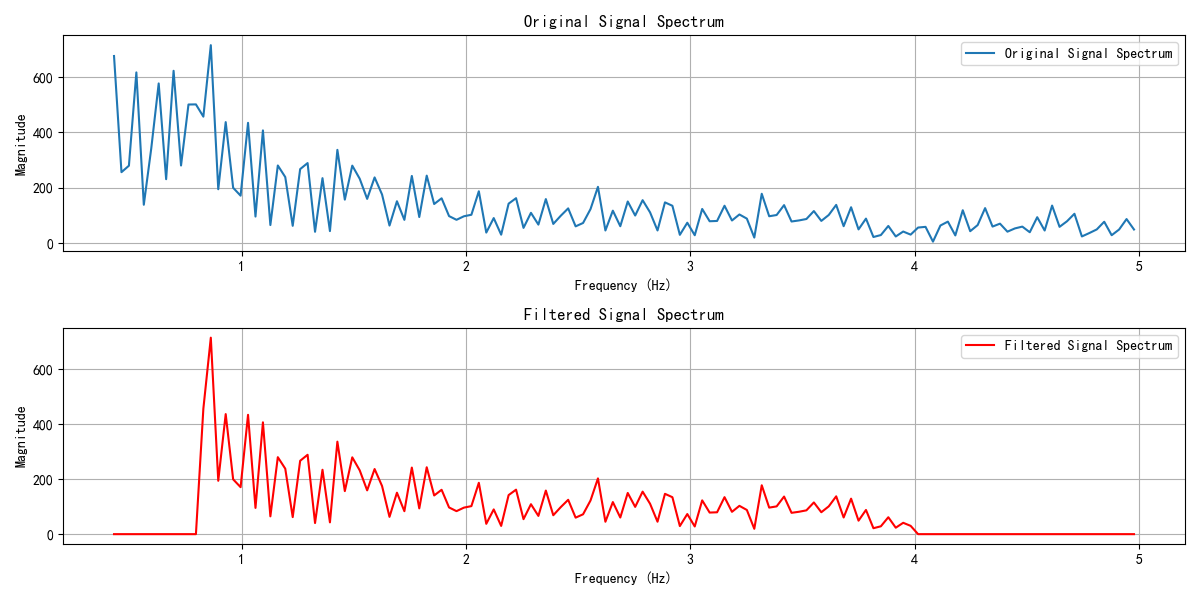 Original Signal Spectrum
Original Signal Spectrum
Magnitude
600
400
200
0
1
2
3
4
5
Frequency (Hz)
Filtered Signal Spectrum
Filtered Signal Spectrum
Magnitude
600
400
200
0
1
2
3
4
5
Frequency (Hz)